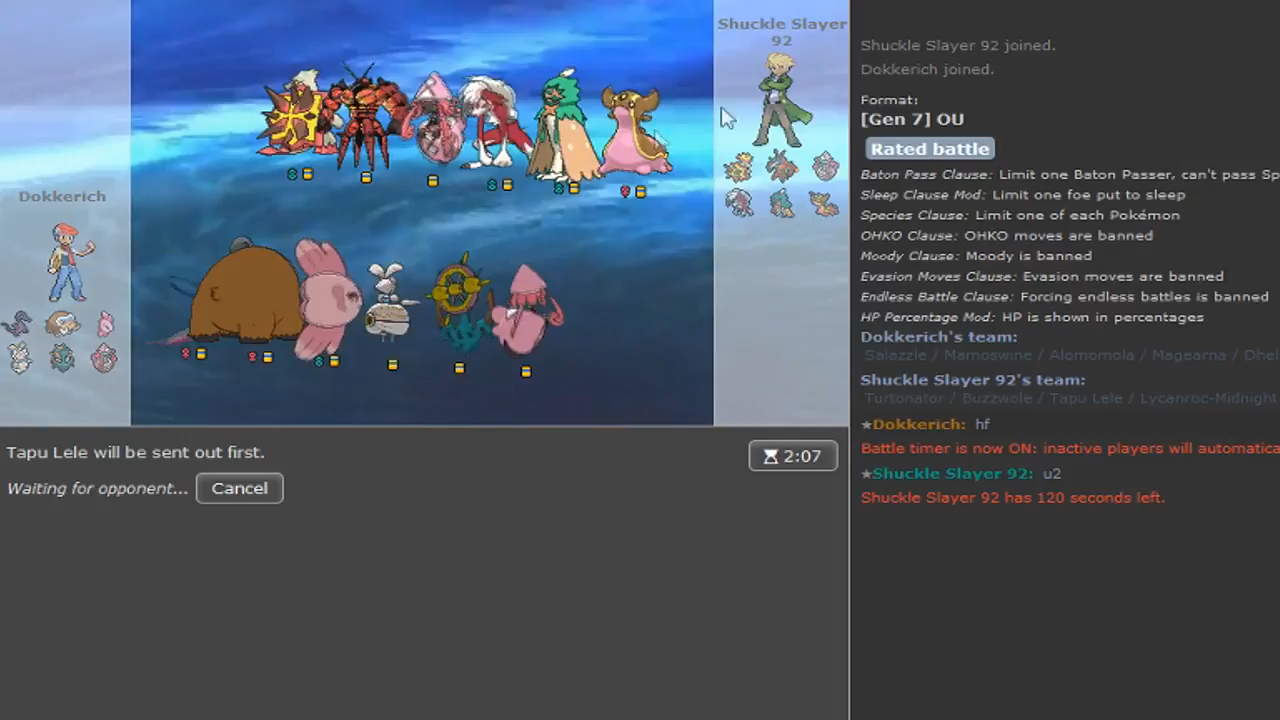 Shuckle Slayer
92
Dokkerich
Tapu Lele will be sent out first.
2:07
Waiting for opponent...
Cancel
Shuckle Slayer 92 joined.
Dokkerich joined.
Format:
[Gen 7] OU
Rated battle
Baton Pass Clause: Limit one Baton Passer, can't pass Sp
Sleep Clause Mod: Limit one foe put to sleep
Species Clause: Limit one of each Pokémon
OHKO Clause: OHKO moves are banned
Moody Clause: Moody is banned
Evasion Moves Clause: Evasion moves are banned
Endless Battle Clause: Forcing endless battles is banned
HP Percentage Mod: HP is shown in percentages
Dokkerich's team:
Salazzle / Mamoswine / Alomomola / Magearna / Dhel
Shuckle Slayer 92's team:
Turtonator / Buzzwole / Tapu Lele / Lycanroc-Midnight
★Dokkerich: hf
Battle timer is now ON: inactive players will automatica
★Shuckle Slayer 92: u2
Shuckle Slayer 92 has 120 seconds left.